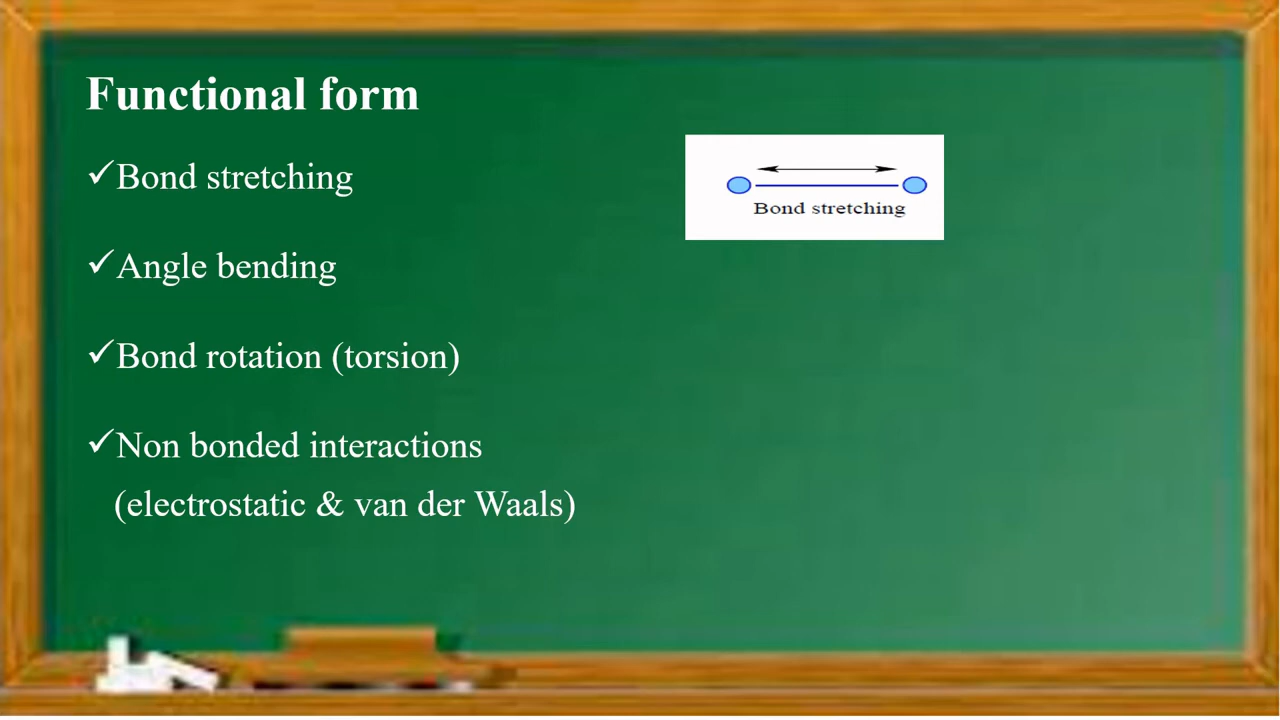 Functional form
✓Bond stretching
Bond stretching
✓Angle bending
✓Bond rotation (torsion)
✓Non bonded interactions
(electrostatic & van der Waals)